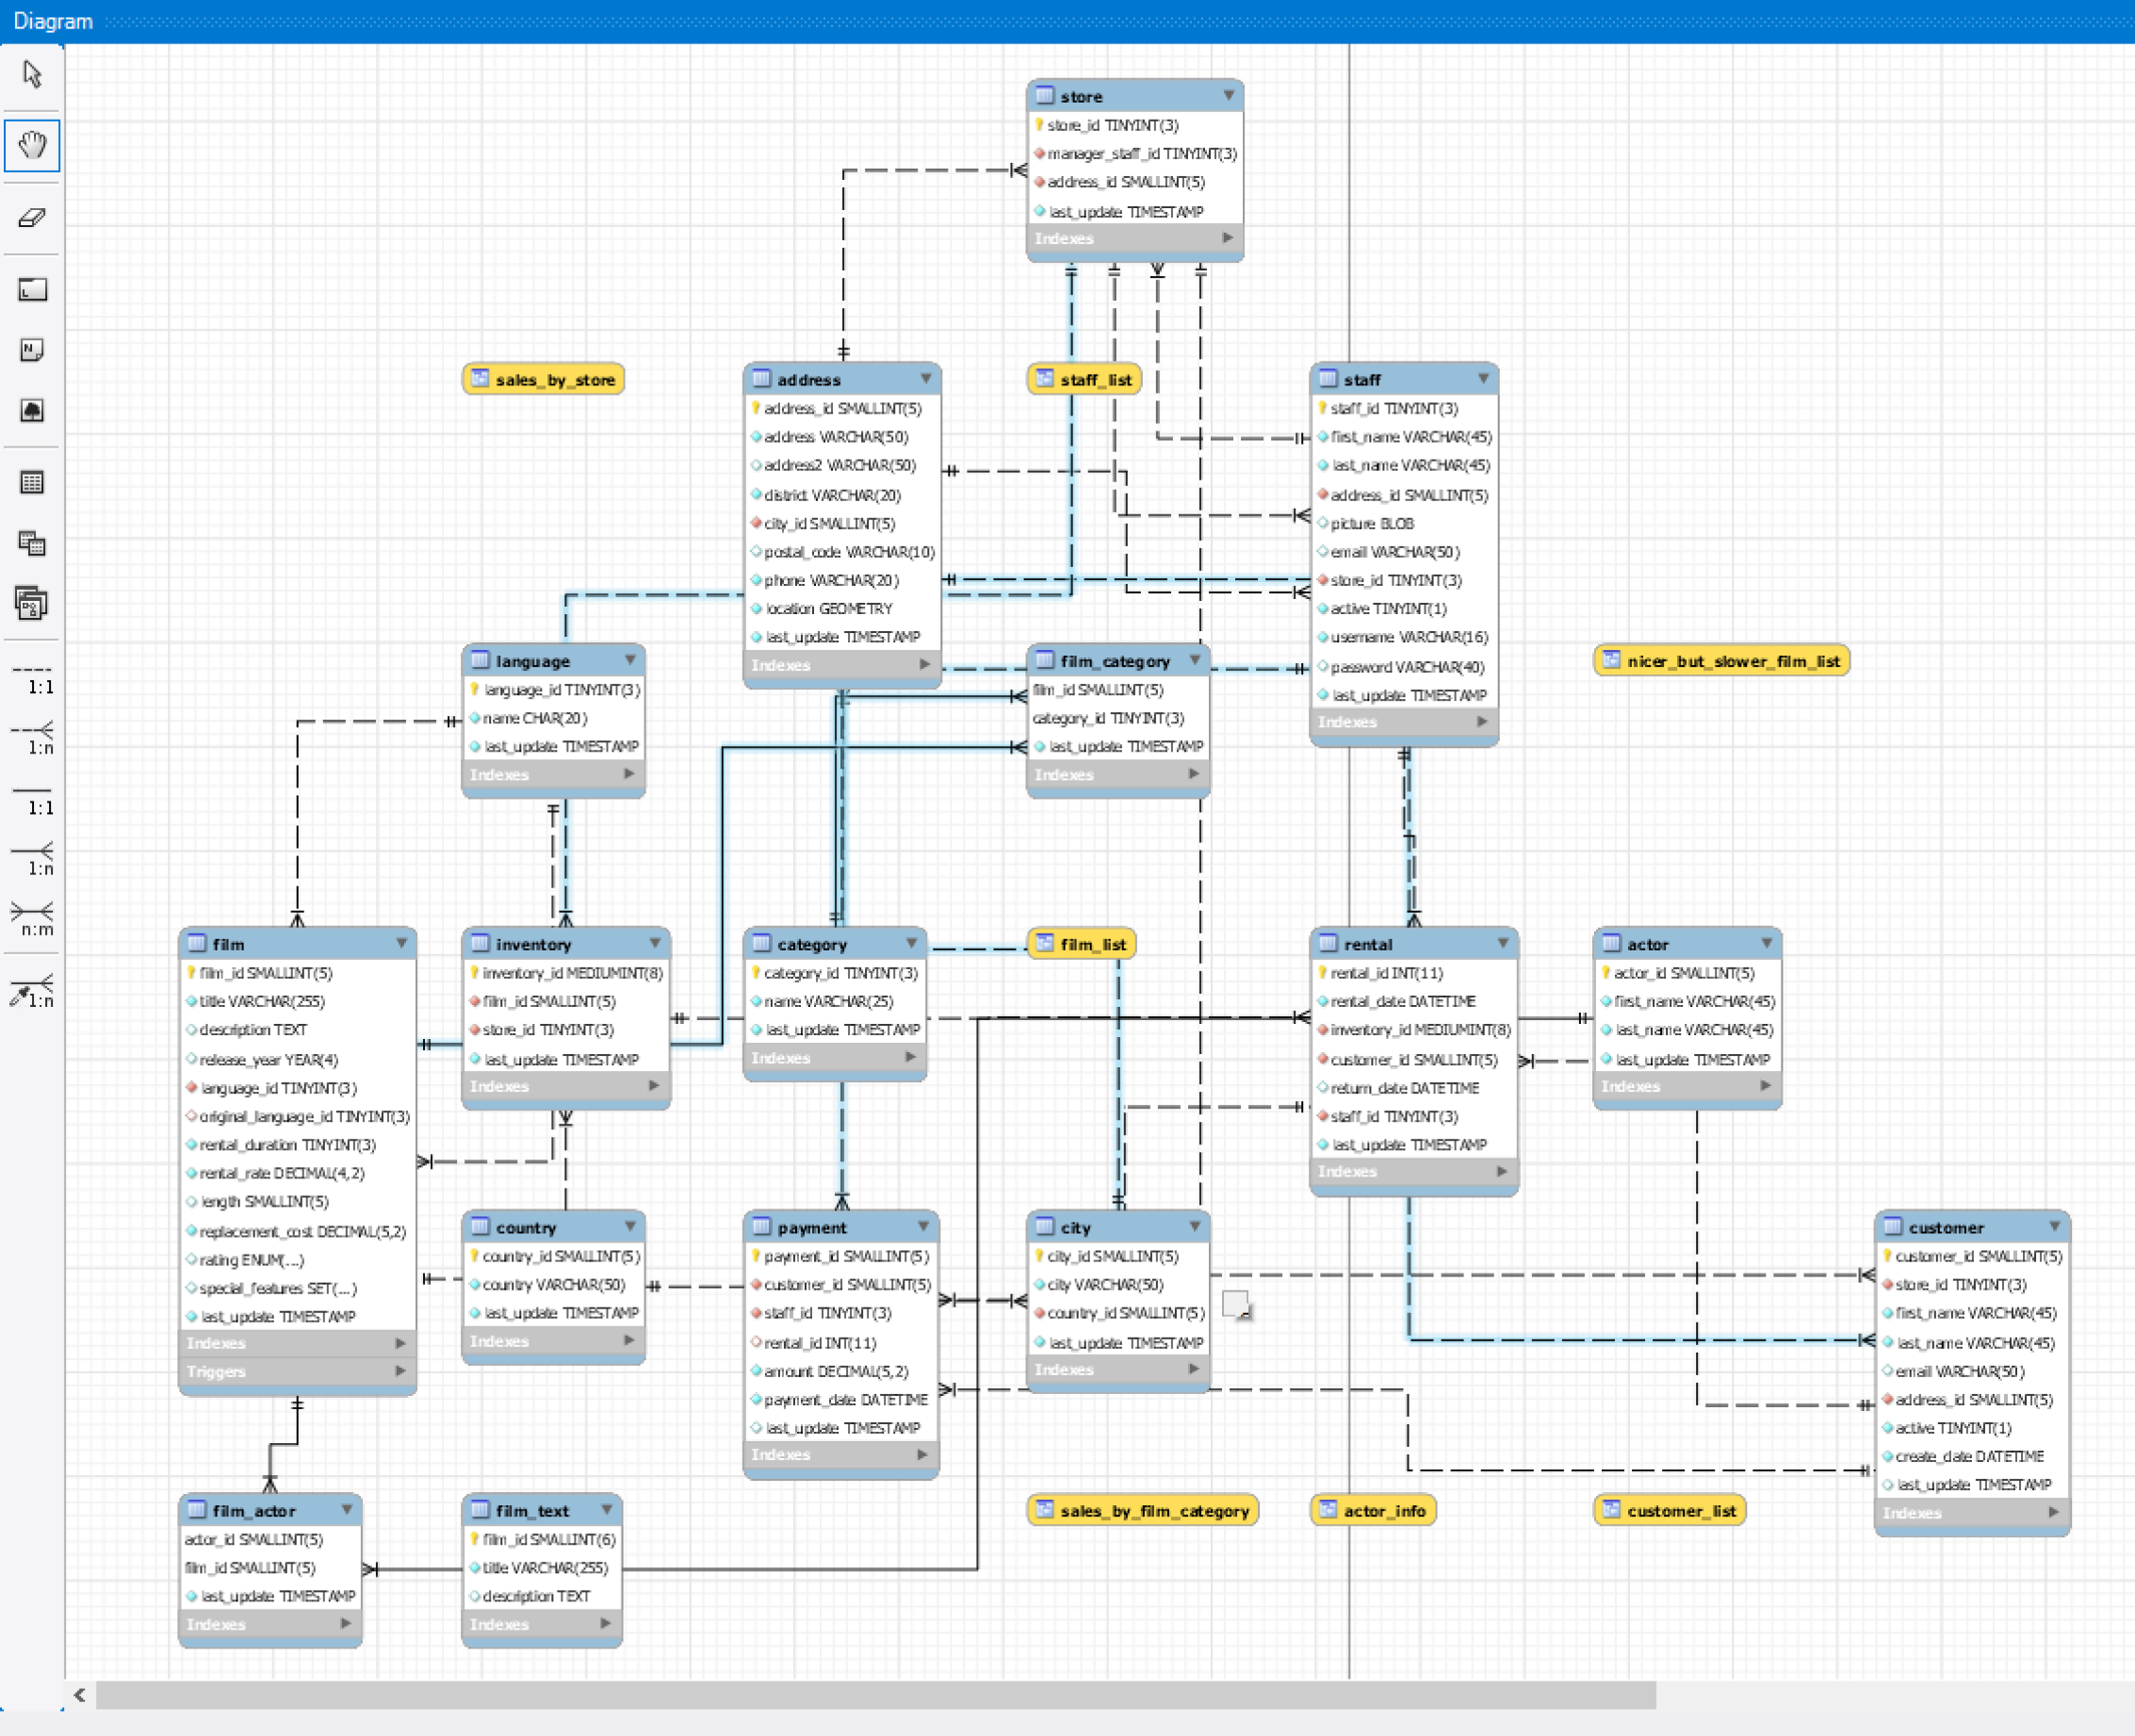 Diagram
store
store_id TINYINT(3)
manager_staff_id TINYINT(3)
address_id SMALLINT(5)
last_update TIMESTAMP
Indexes
sales_by_store
address
address_id SMALLINT(5)
address VARCHAR(50)
address2 VARCHAR(50)
district VARCHAR(20)
city_id SMALLINT(5)
postal_code VARCHAR(10)
phone VARCHAR(20)
location GEOMETRY
last_update TIMESTAMP
Indexes
staff_list
staff
staff_id TINYINT(3)
first_name VARCHAR(45)
last_name VARCHAR(45)
address_id SMALLINT(5)
picture BLOB
email VARCHAR(50)
store_id TINYINT(3)
active TINYINT(1)
username VARCHAR(16)
password VARCHAR(40)
last_update TIMESTAMP
Indexes
language
language_id TINYINT(3)
name CHAR(20)
last_update TIMESTAMP
Indexes
film_category
film_id SMALLINT(5)
category_id TINYINT(3)
last_update TIMESTAMP
Indexes
nicer_but_slower_film_list
1:1
1:n
1:1
1:n
n:m
1:n
film
film_id SMALLINT(5)
title VARCHAR(255)
description TEXT
release_year YEAR(4)
language_id TINYINT(3)
original_language_id TINYINT(3)
rental_duration TINYINT(3)
rental_rate DECIMAL(4,2)
length SMALLINT(5)
replacement_cost DECIMAL(5,2)
rating ENUM(...)
special_features SET(...)
last_update TIMESTAMP
Indexes
Triggers
inventory
inventory_id MEDIUMINT(8)
film_id SMALLINT(5)
store_id TINYINT(3)
last_update TIMESTAMP
Indexes
category
category_id TINYINT(3)
name VARCHAR(25)
last_update TIMESTAMP
Indexes
film_list
rental
rental_id INT(11)
rental_date DATETIME
inventory_id MEDIUMINT(8)
customer_id SMALLINT(5)
return_date DATETIME
staff_id TINYINT(3)
last_update TIMESTAMP
Indexes
actor
actor_id SMALLINT(5)
first_name VARCHAR(45)
last_name VARCHAR(45)
last_update TIMESTAMP
Indexes
country
country_id SMALLINT(5)
country VARCHAR(50)
last_update TIMESTAMP
Indexes
payment
payment_id SMALLINT(5)
customer_id SMALLINT(5)
staff_id TINYINT(3)
rental_id INT(11)
amount DECIMAL(5,2)
payment_date DATETIME
last_update TIMESTAMP
Indexes
city
city_id SMALLINT(5)
city VARCHAR(50)
country_id SMALLINT(5)
last_update TIMESTAMP
Indexes
customer
customer_id SMALLINT(5)
store_id TINYINT(3)
first_name VARCHAR(45)
last_name VARCHAR(45)
email VARCHAR(50)
address_id SMALLINT(5)
active TINYINT(1)
create_date DATETIME
last_update TIMESTAMP
Indexes
film_actor
actor_id SMALLINT(5)
film_id SMALLINT(5)
last_update TIMESTAMP
Indexes
film_text
film_id SMALLINT(6)
title VARCHAR(255)
description TEXT
Indexes
sales_by_film_category
actor_info
customer_list